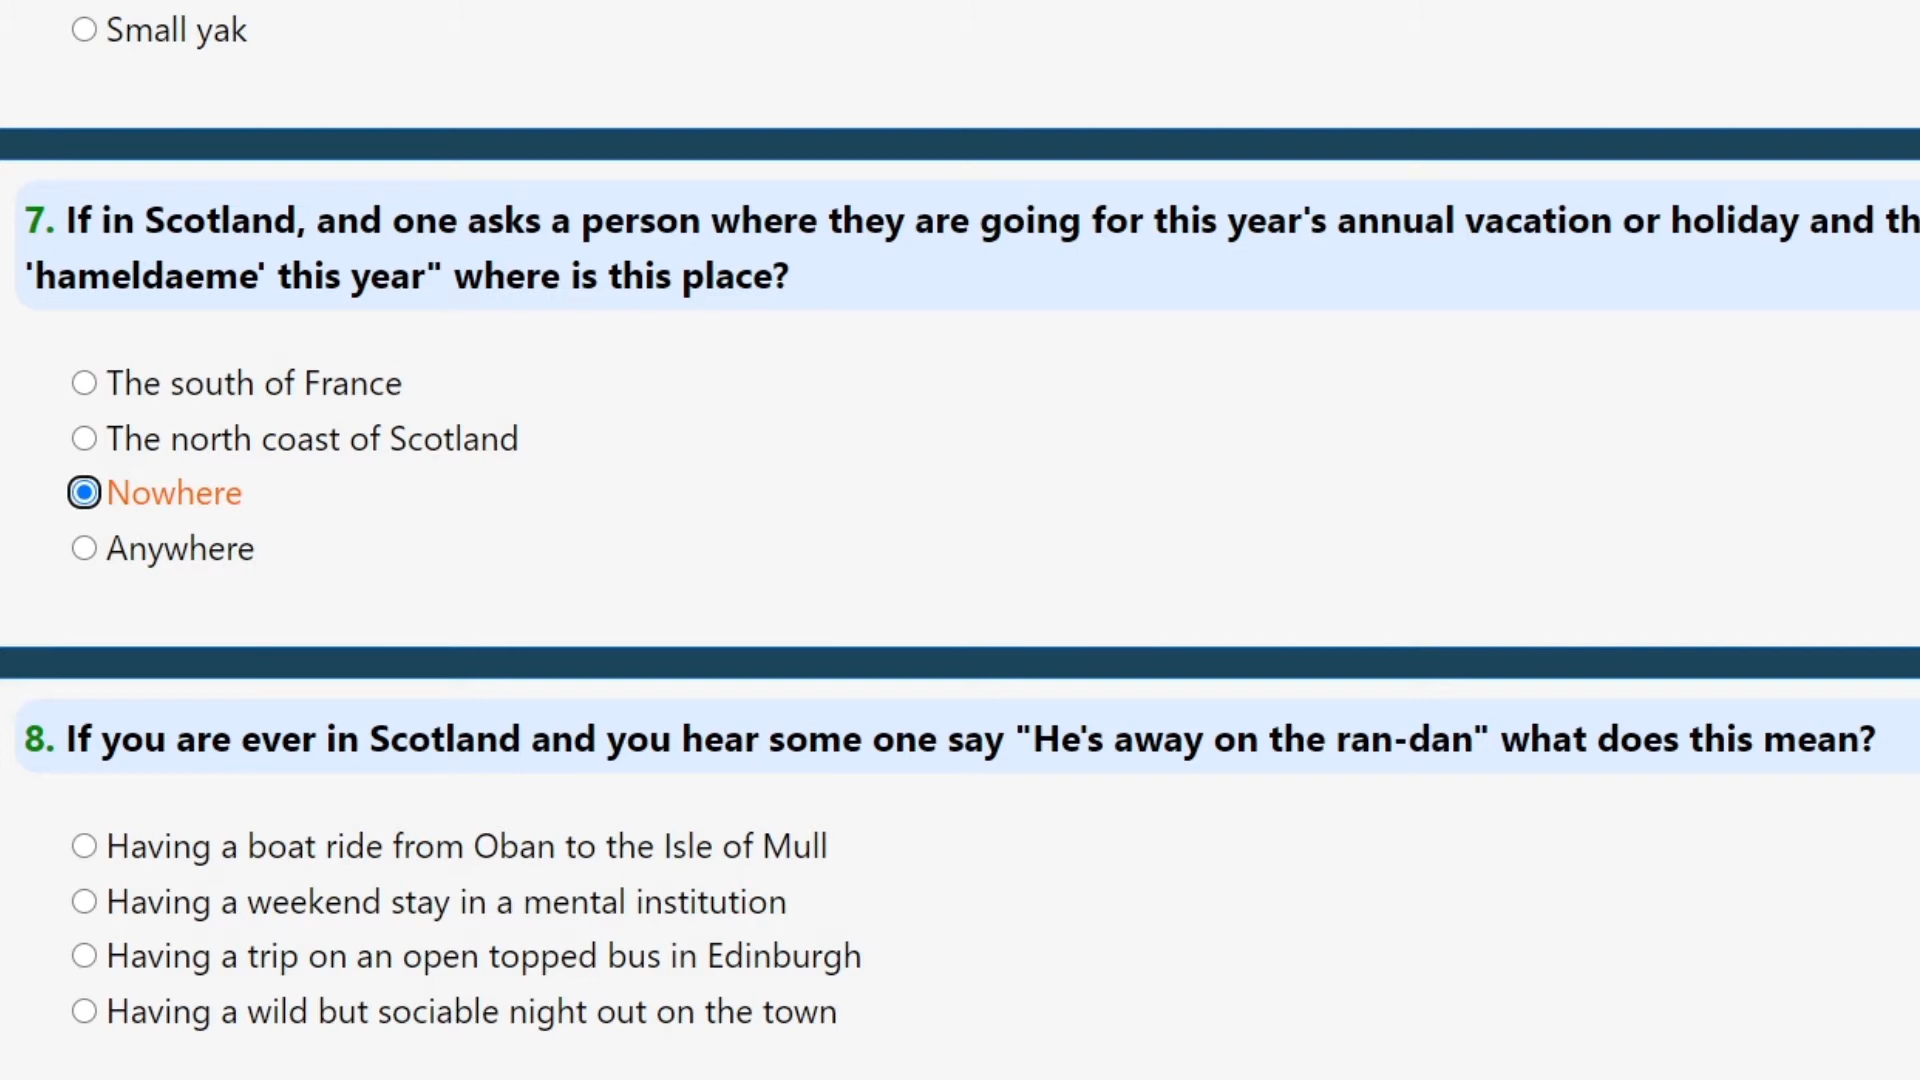 Small yak
7. If in Scotland, and one asks a person where they are going for this year's annual vacation or holiday and
'hameldaeme' this year" where is this place?
The south of France
The north coast of Scotland
Nowhere
Anywhere
8. If you are ever in Scotland and you hear some one say "He's away on the ran-dan" what does this mean?
Having a boat ride from Oban to the Isle of Mull
Having a weekend stay in a mental institution
Having a trip on an open topped bus in Edinburgh
Having a wild but sociable night out on the town